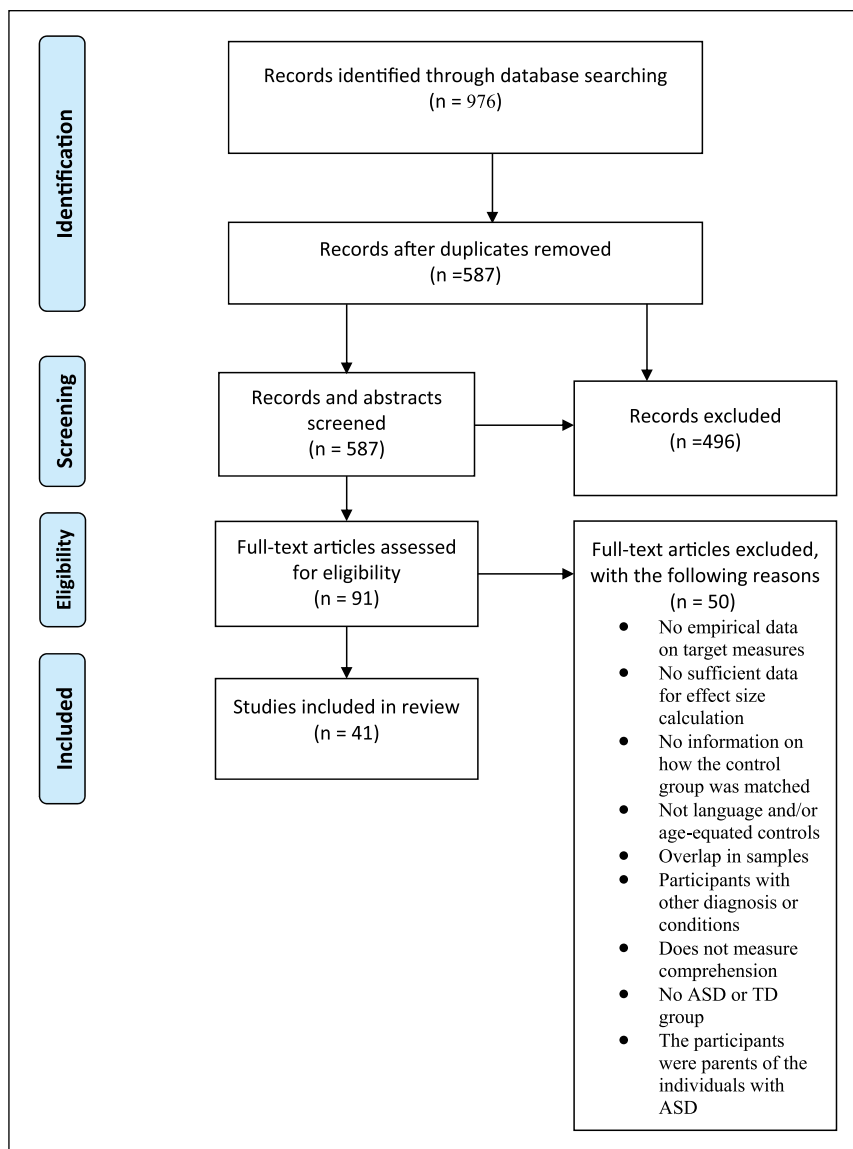 Identification
Records identified through database searching
(n = 976)
Records after duplicates removed
(n =587)
Screening
Records and abstracts
screened
(n = 587)
Records excluded
(n =496)
Eligibility
Full-text articles assessed
for eligibility
(n = 91)
Full-text articles excluded,
with the following reasons
(n = 50)
• No empirical data
on target measures
• No sufficient data
for effect size
calculation
• No information on
how the control
group was matched
• Not language and/or
age-equated controls
• Overlap in samples
• Participants with
other diagnosis or
conditions
• Does not measure
comprehension
• No ASD or TD
group
• The participants
were parents of the
individuals with
ASD
Included
Studies included in review
(n = 41)